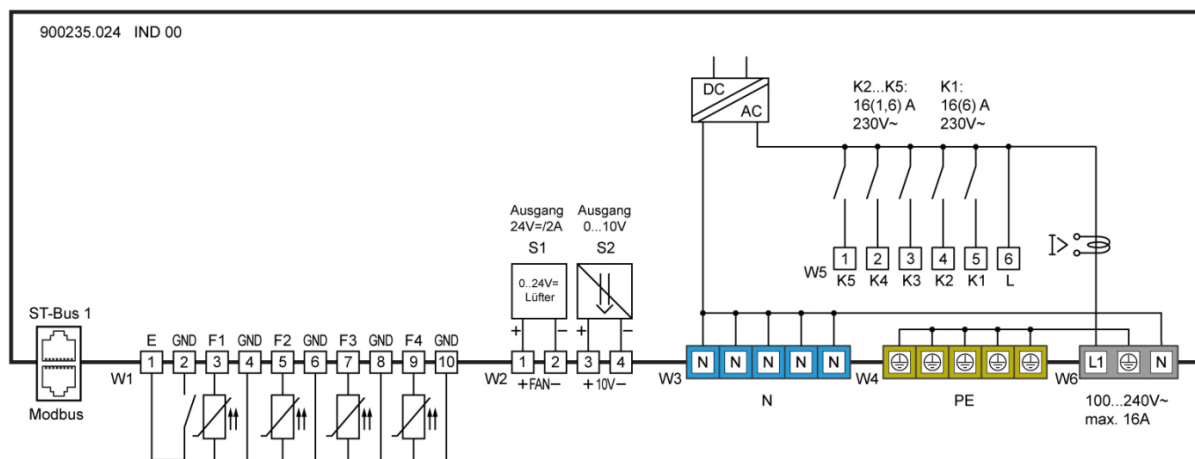 900235.024 IND 00
DC
AC
K2...K5:
16(1,6) A
230V~
K1:
16(6) A
230V~
Ausgang
24V=/2A
S1
Ausgang
0...10V
S2
0..24V=
Lüfter
+ −
+ −
I>
W5 1 2 3 4 5 6
K5 K4 K3 K2 K1 L
ST-Bus 1
Modbus
E GND F1 GND F2 GND F3 GND F4 GND
W1 1 2 3 4 5 6 7 8 9 10
W2 1 2 3 4
+FAN− + 10V−
W3 N N N N N
N
W4
PE
W6 L1 N
100...240V~
max. 16A